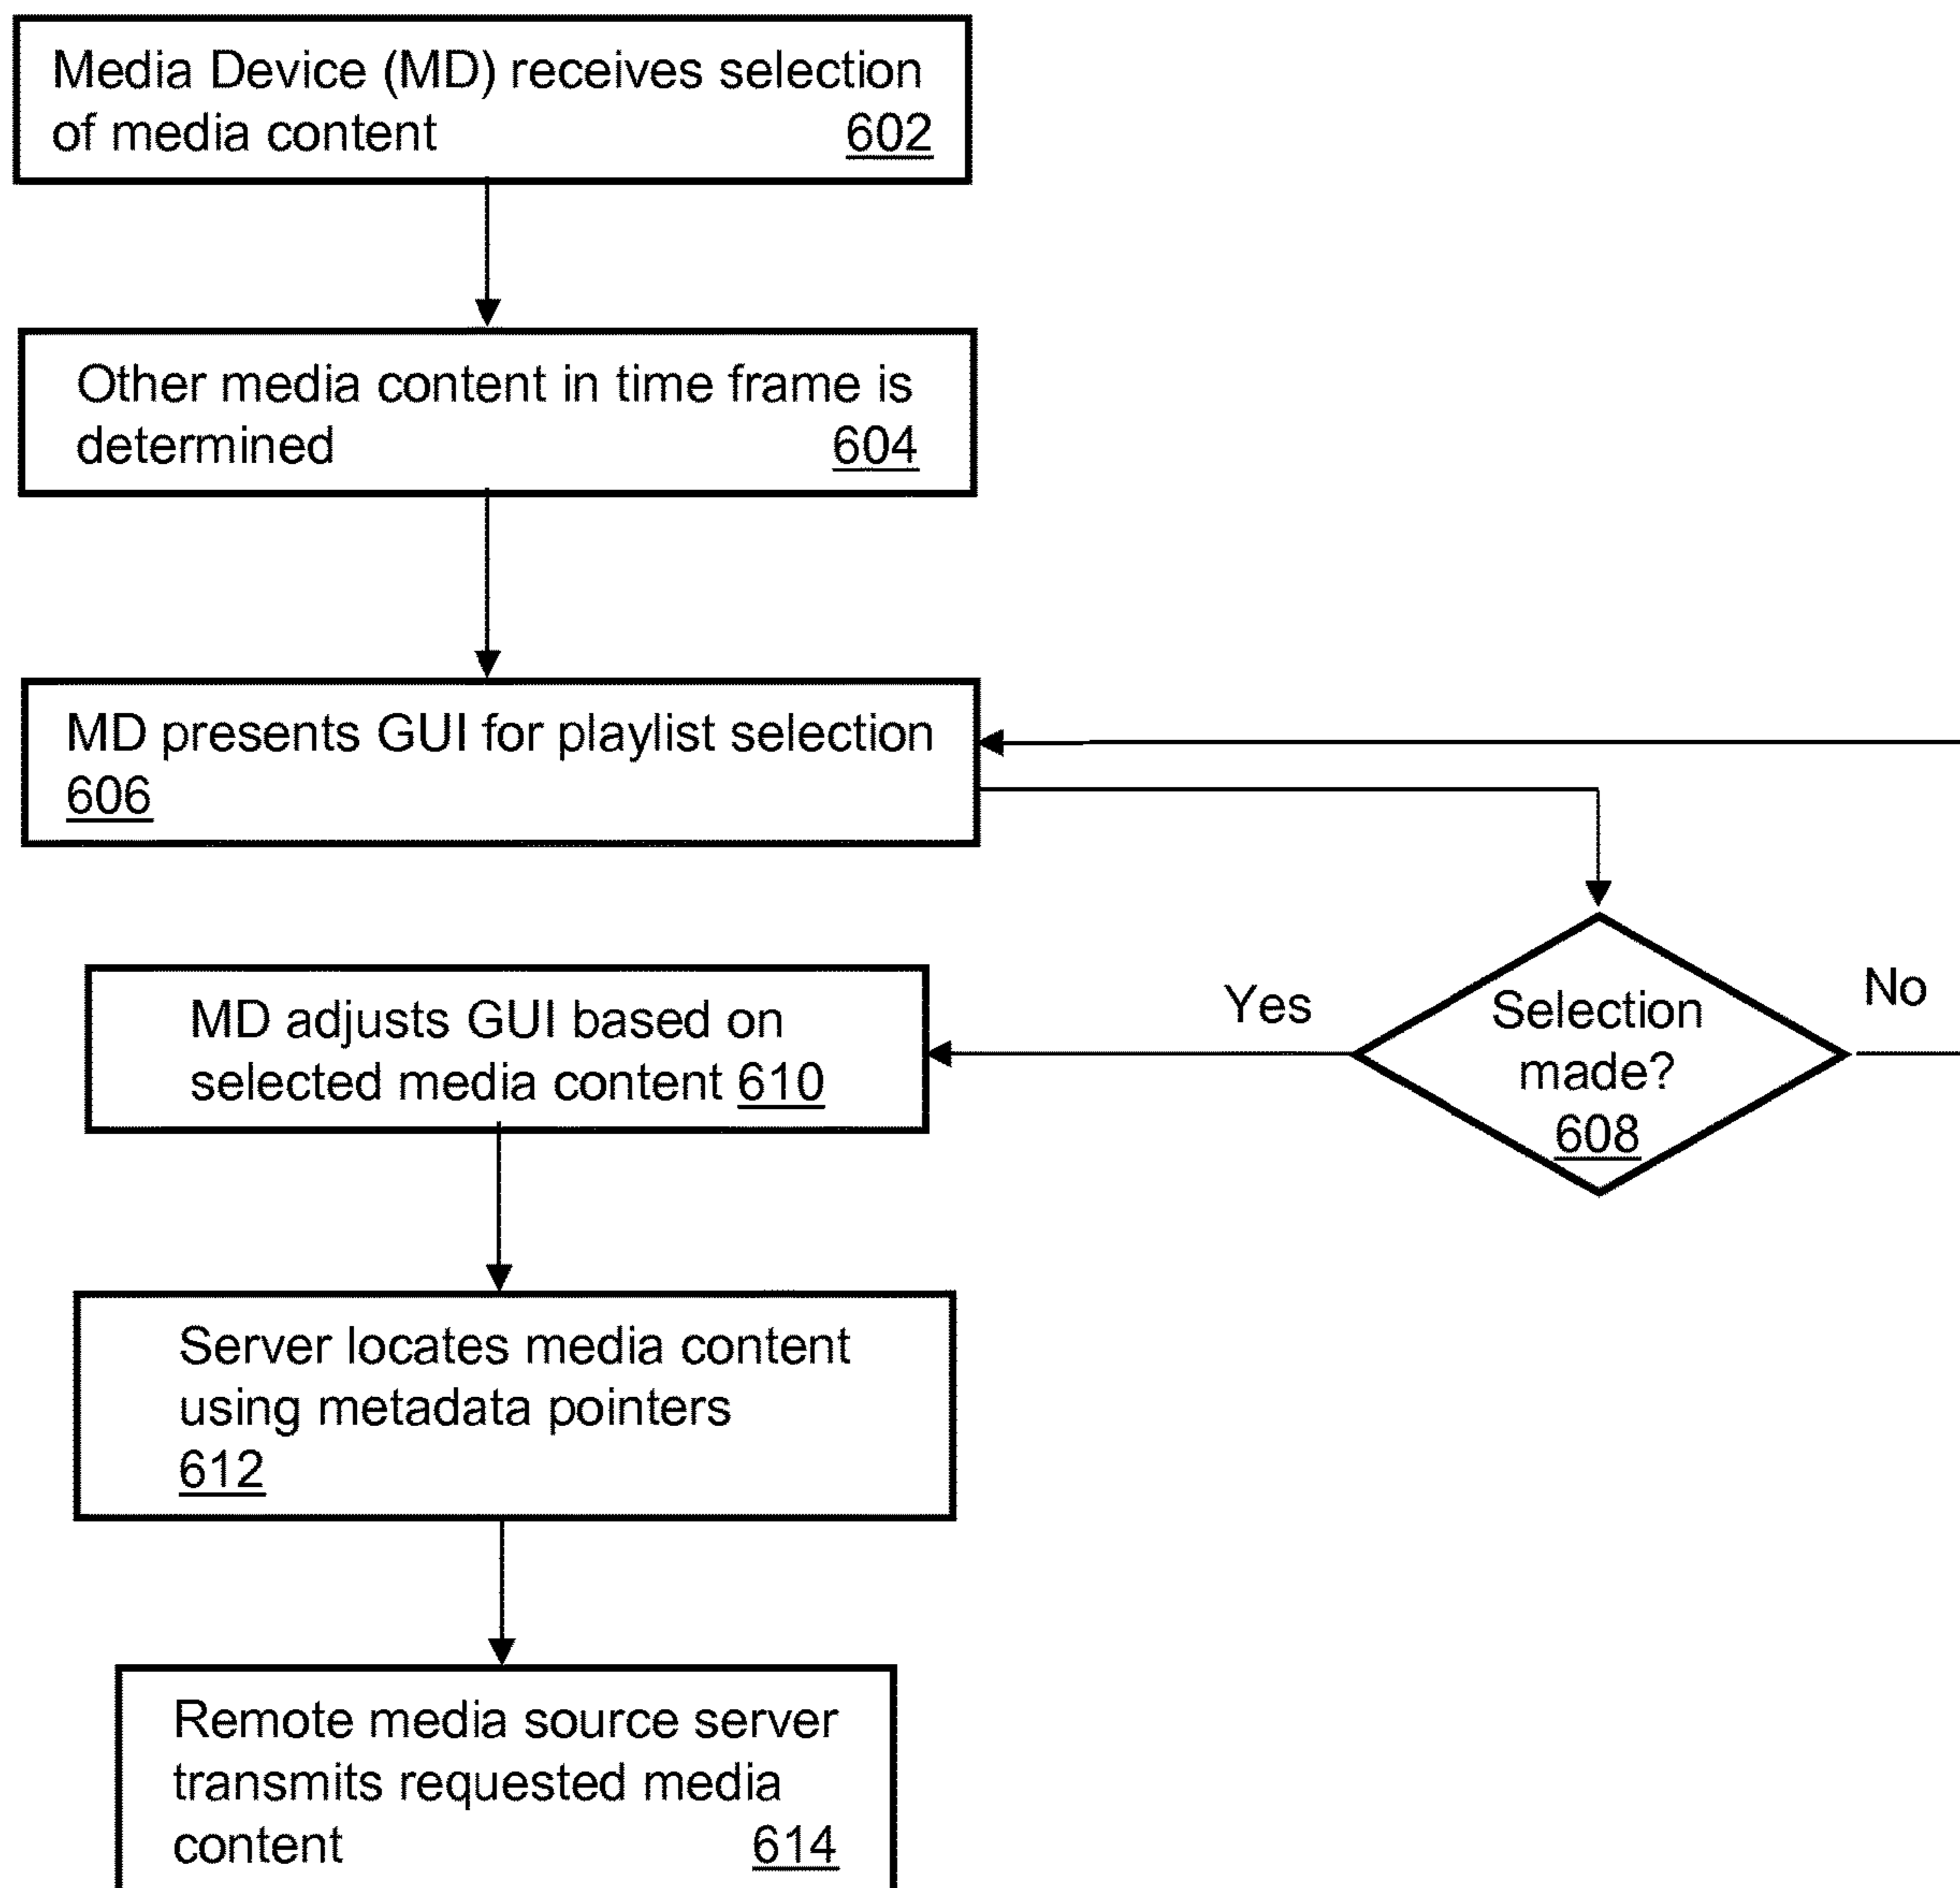 Media Device (MD) receives selection
of media content 602
Other media content in time frame is
determined 604
MD presents GUI for playlist selection
606
Selection
made?
608
Yes
No
MD adjusts GUI based on
selected media content 610
Server locates media content
using metadata pointers
612
Remote media source server
transmits requested media
content 614